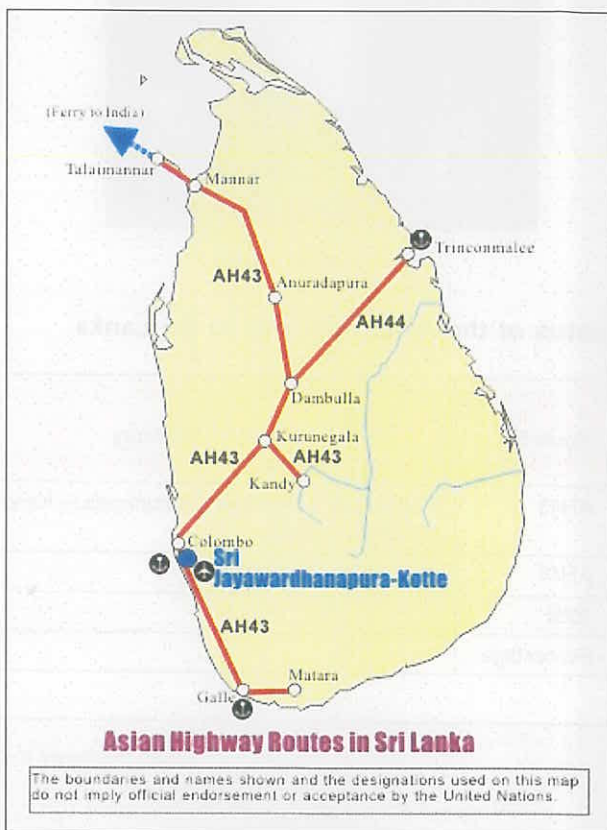 (Ferry to India)
Talaimannar
Mannar
Trinconmalee
AH43
Anuradapura
AH44
Dambulla
Kurunegala
AH43
AH43
Kandy
Colombo
Sri
Jayawardhanapura-Kotte
AH43
Matara
Galle
Asian Highway Routes in Sri Lanka
The boundaries and names shown and the designations used on this map
do not imply official endorsement or acceptance by the United Nations.